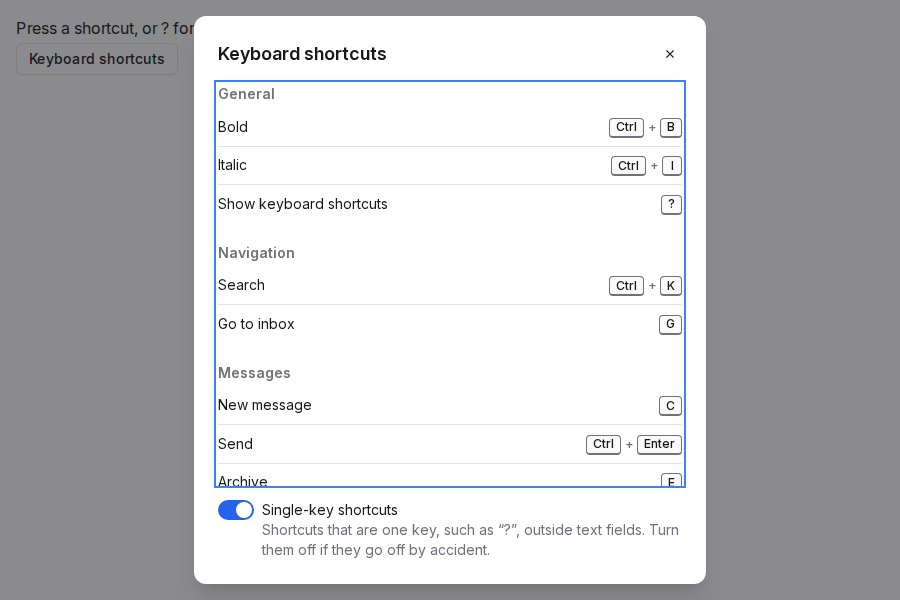 Press a shortcut, or ? for
Keyboard shortcuts
Keyboard shortcuts
×
General
Bold Ctrl + B
Italic Ctrl + I
Show keyboard shortcuts ?
Navigation
Search Ctrl + K
Go to inbox G
Messages
New message C
Send Ctrl + Enter
Archive E
Single-key shortcuts
Shortcuts that are one key, such as “?”, outside text fields. Turn
them off if they go off by accident.